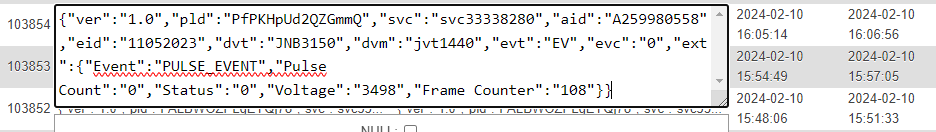 103854
{"ver":"1.0","pld":"PfPKHpUd2QZGmmQ","svc":"svc33338280","aid":"A259980558"
,"eid":"11052023","dvt":"JNB3150","dvm":"jvt1440","evt":"EV","evc":"0","ext
":{"Event":"PULSE_EVENT","Pulse
Count":"0","Status":"0","Voltage":"3498","Frame Counter":"108"}}
2024-02-10 2024-02-10
16:05:14 16:06:56
103853
2024-02-10 2024-02-10
15:54:49 15:57:05
103852
2024-02-10 2024-02-10
15:48:06 15:51:33
NULL: